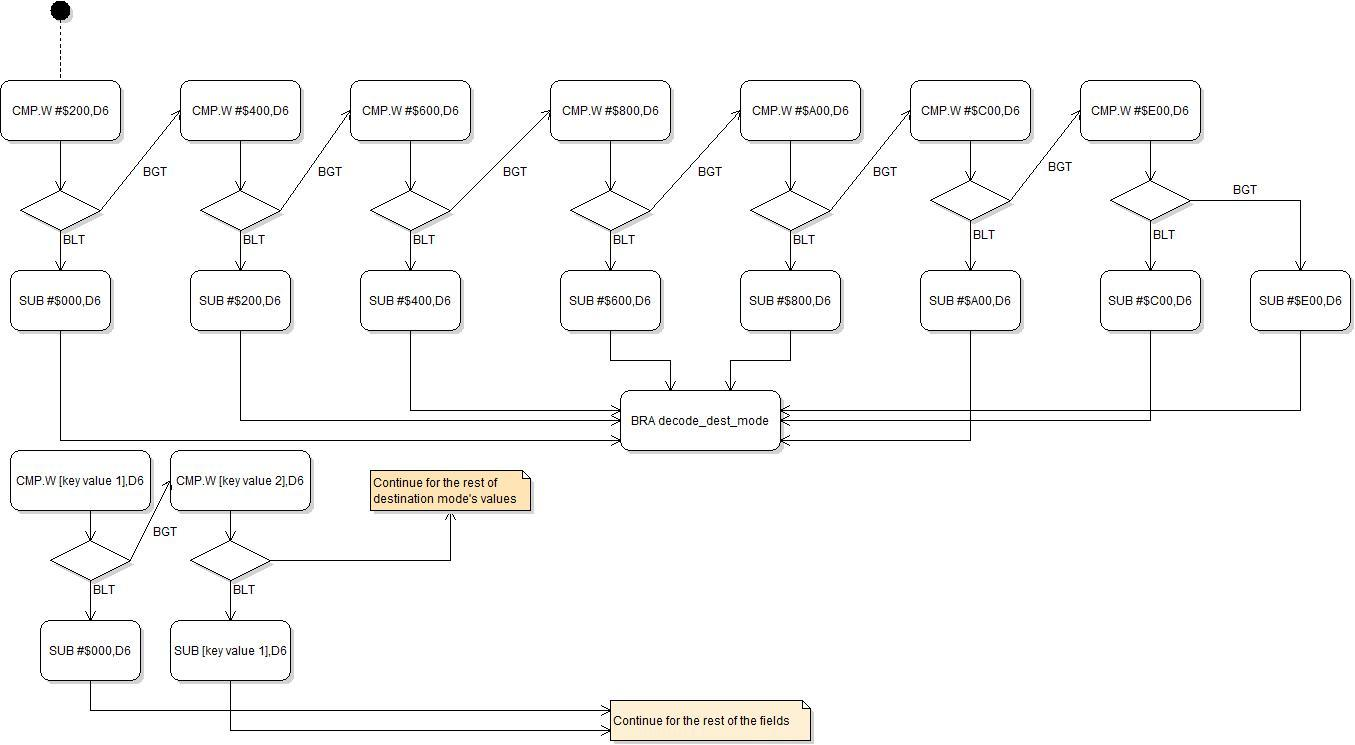 CMP.W #$200,D6
CMP.W #$400,D6
CMP.W #$600,D6
CMP.W #$800,D6
CMP.W #$A00,D6
CMP.W #$C00,D6
CMP.W #$E00,D6
BGT
BGT
BGT
BGT
BGT
BGT
BGT
BLT
BLT
BLT
BLT
BLT
BLT
BLT
SUB #$000,D6
SUB #$200,D6
SUB #$400,D6
SUB #$600,D6
SUB #$800,D6
SUB #$A00,D6
SUB #$C00,D6
SUB #$E00,D6
BRA decode_dest_mode
CMP.W [key value 1],D6
CMP.W [key value 2],D6
Continue for the rest of
destination mode's values
BGT
BLT
BLT
SUB #$000,D6
SUB [key value 1],D6
Continue for the rest of the fields